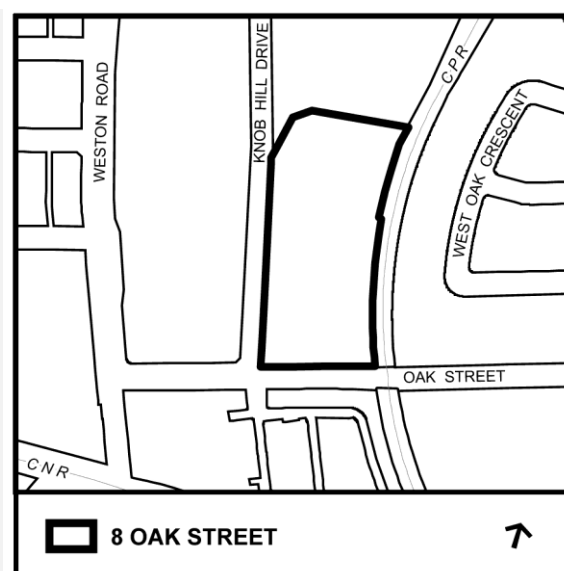 WESTON ROAD
KNOB HILL DRIVE
CPR
WEST OAK CRESCENT
OAK STREET
CNR
8 OAK STREET